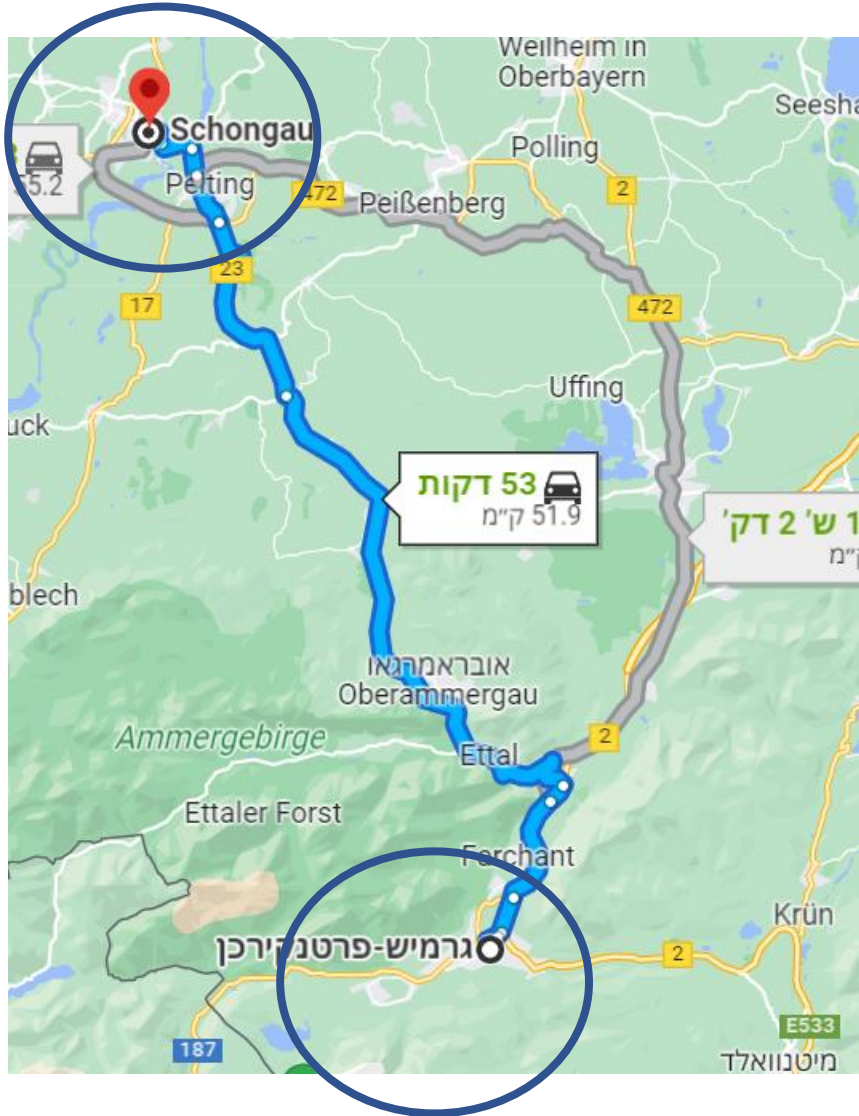 Weilheim in
Oberbayern
Seesha
Schongau
55.2
Polling
Peiting
472
2
Peißenberg
23
17
472
Uffing
uck
53 דקות
51.9 ק״מ
1 ש' 2 דק'
ק״מ
blech
אובראמרגאו
Oberammergau
Ammergebirge
2
Ettal
Ettaler Forst
Farchant
Krün
גרמיש-פרטנקירכן
2
E533
187
מיטנוואלד